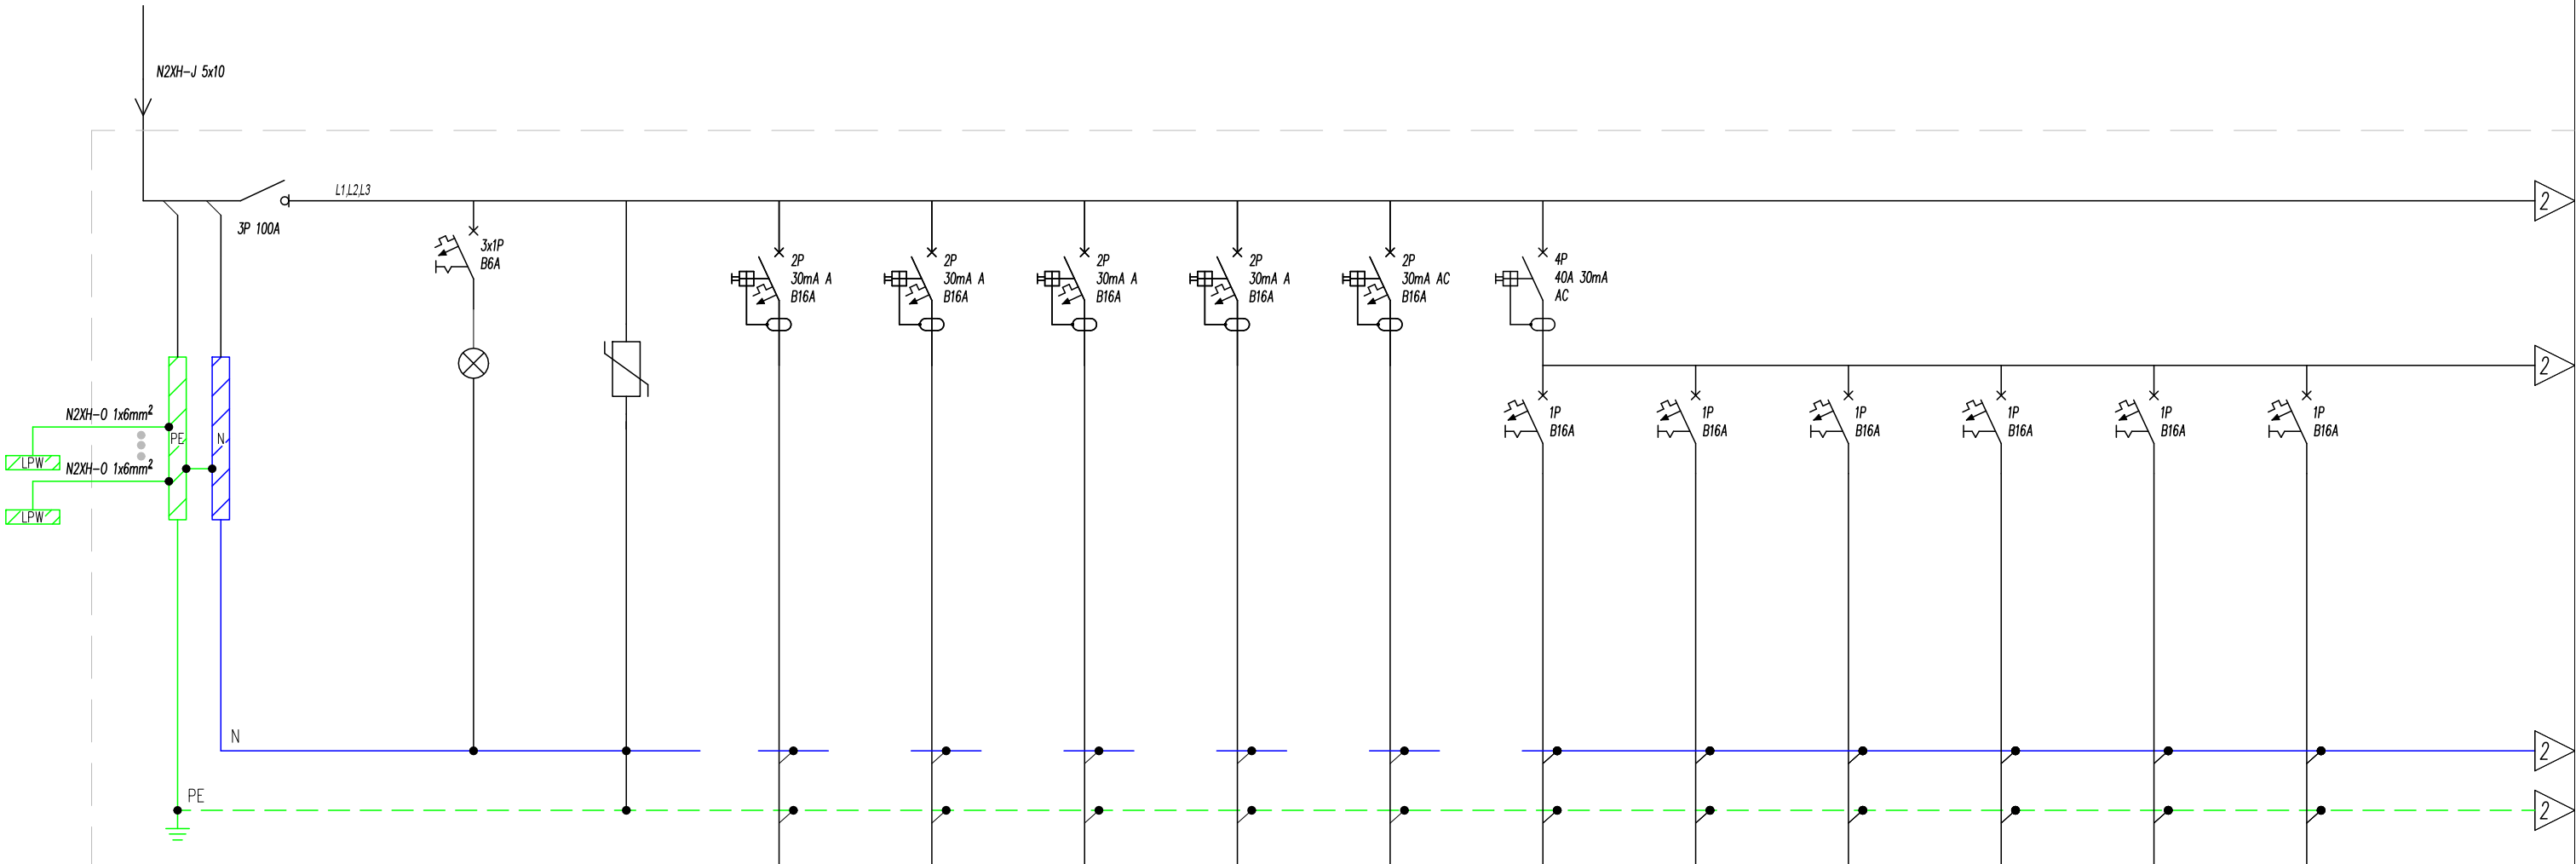 N2XH-J 5x10
L1,L2,L3
2
3P 100A
3x1P
B6A
2P
30mA A
B16A
2P
30mA A
B16A
2P
30mA A
B16A
2P
30mA A
B16A
2P
30mA AC
B16A
4P
40A 30mA
AC
2
1P
B16A
1P
B16A
1P
B16A
1P
B16A
1P
B16A
1P
B16A
N2XH-O 1x6mm²
PE
N
LPW
N2XH-O 1x6mm²
LPW
N
2
PE
2